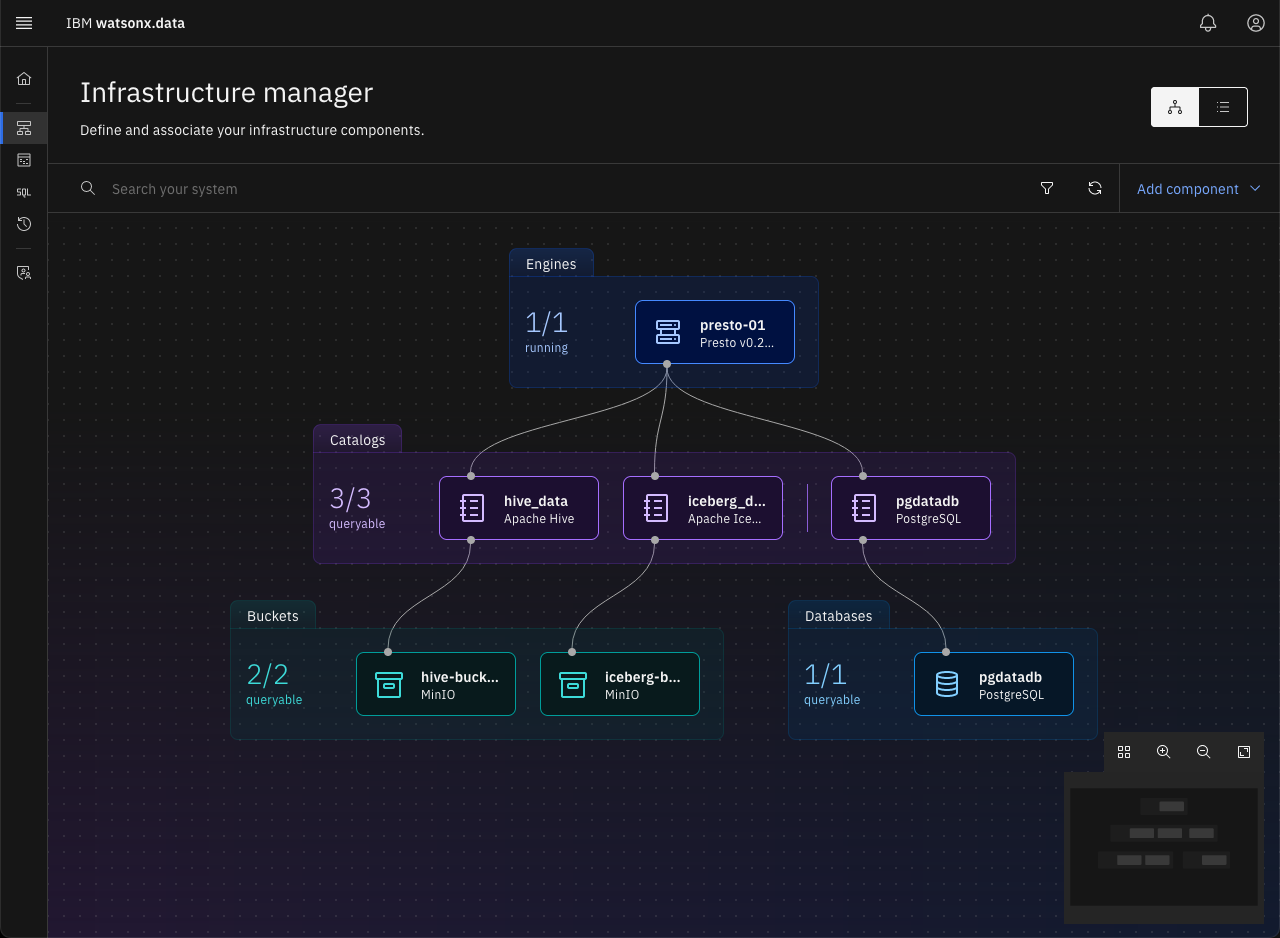 IBM watsonx.data
Infrastructure manager
Define and associate your infrastructure components.
Search your system
Add component
SQL
Engines
1/1
running
presto-01
Presto v0.2...
Catalogs
3/3
queryable
hive_data
Apache Hive
iceberg_d...
Apache Ice...
pgdatadb
PostgreSQL
Buckets
2/2
queryable
hive-buck...
MinIO
iceberg-b...
MinIO
Databases
1/1
queryable
pgdatadb
PostgreSQL